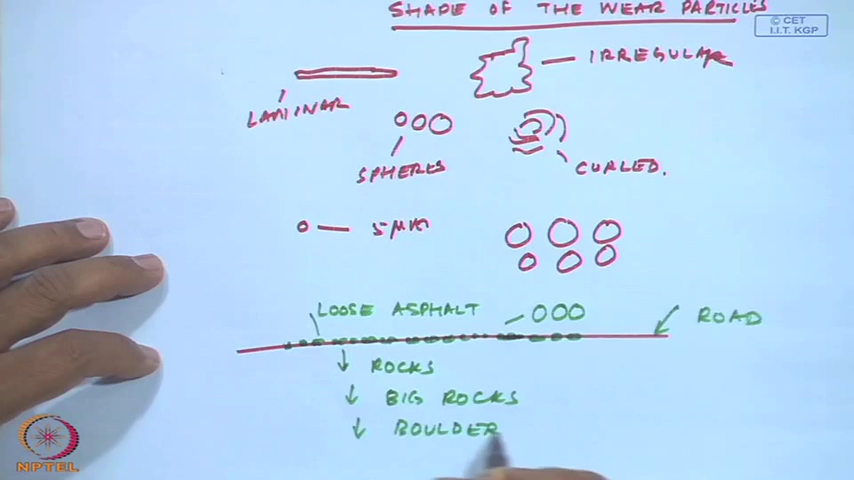 SHAPE OF THE WEAR PARTICLES
© CET
I.I.T. KGP
IRREGULAR
LAMINAR
SPHERES
CURLED.
5 μm
LOOSE ASPHALT
ROAD
ROCKS
BIG ROCKS
BOULDER
NPTEL